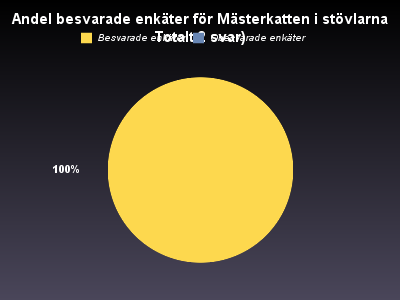 Andel besvarade enkäter för Mästerkatten i stövlarna
Totalt svar)
Besvarade enkäter
100%